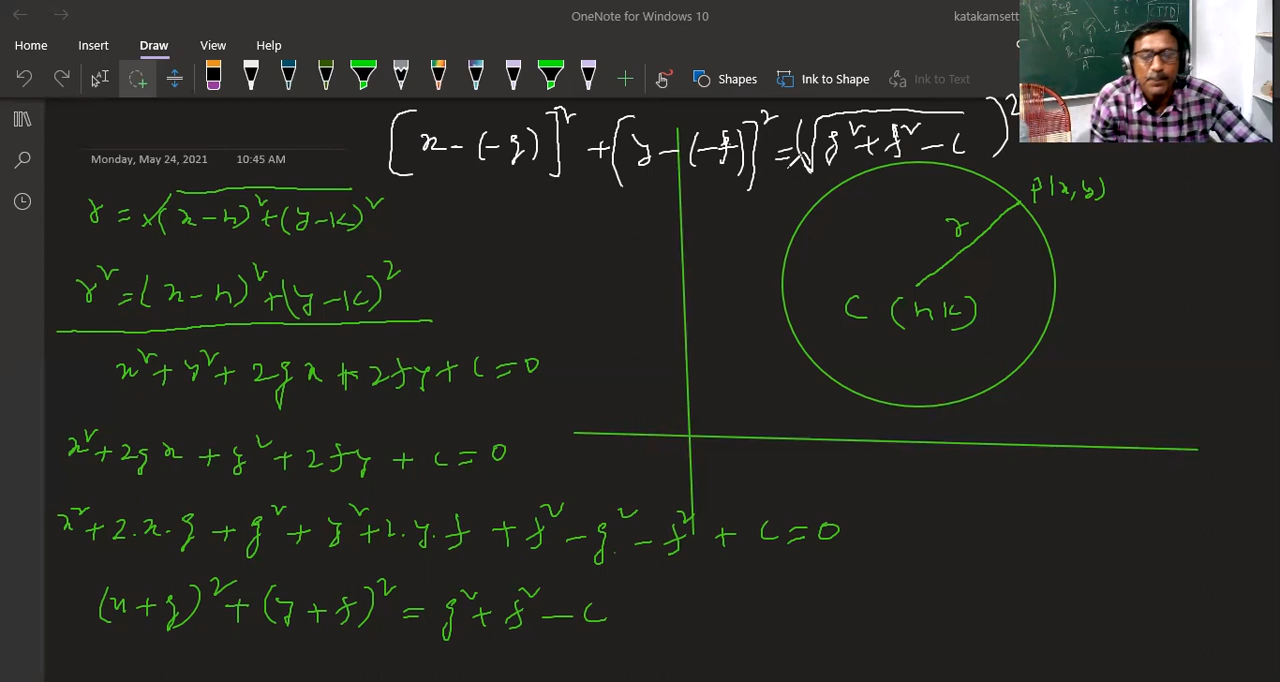 OneNote for Windows 10
katakamsett
Home Insert Draw View Help
Shapes Ink to Shape Ink to Text
[x-(-g)]² + [y-(-f)]² = (√g²+f²-c)²
Monday, May 24, 2021 10:45 AM
r = √(x-h)²+(y-k)²
P(x,y)
r
r² = (x-h)²+(y-k)²
C (h k)
x²+y²+2gx+2fy+c=0
x²+2gx+y²+2fy+c=0
x²+2.x.g+g²+y²+2.y.f+f²-g²-f²+c=0
(x+g)²+(y+f)²=g²+f²-c